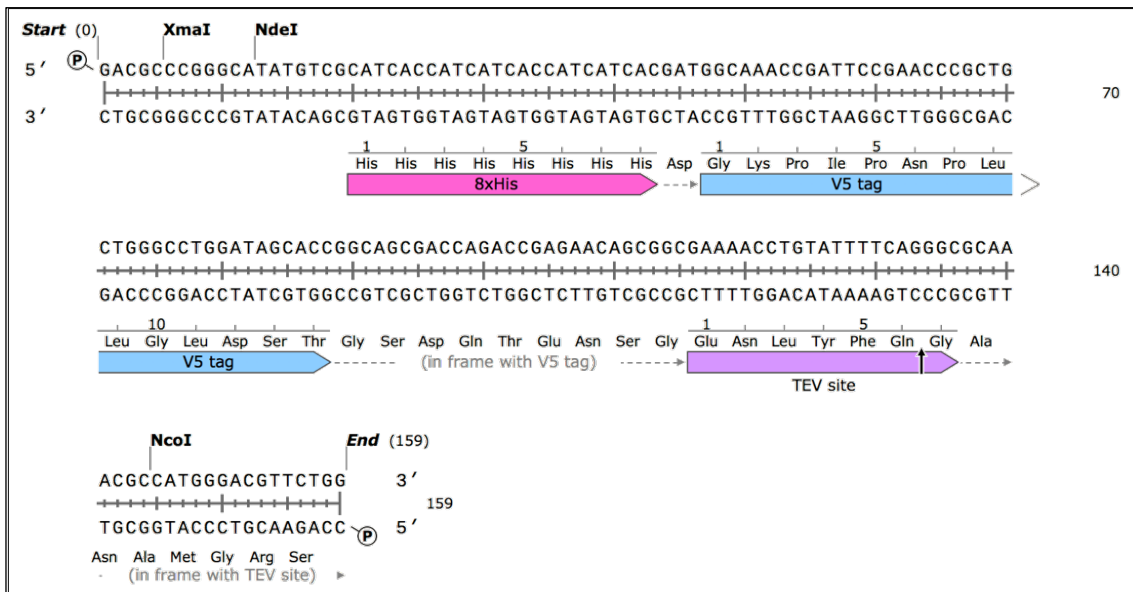 Start (0) XmaI NdeI
P
5′ GACGCCCGGGCATATGTCGCATCACCATCATCACCATCATCACGATGGCAAACCGATTCCGAACCCGCTG
70
3′ CTGCGGGCCCGTATACAGCGTAGTGGTAGTAGTGGTAGTAGTGCTACCGTTTGGCTAAGGCTTGGGCGAC
1 5 1 5
His His His His His His His His Asp Gly Lys Pro Ile Pro Asn Pro Leu
8xHis V5 tag
CTGGGCCTGGATAGCACCGGCAGCGACCAGACCGAGAACAGCGGCGAAAACCTGTATTTTCAGGGCGCAA
140
GACCCGGACCTATCGTGGCCGTCGCTGGTCTGGCTCTTGTCGCCGCTTTTGGACATAAAAGTCCCGCGTT
10 1 5
Leu Gly Leu Asp Ser Thr Gly Ser Asp Gln Thr Glu Asn Ser Gly Glu Asn Leu Tyr Phe Gln Gly Ala
V5 tag (in frame with V5 tag)
TEV site
NcoI End (159)
ACGCCATGGGACGTTCTGG 3′
159
TGCGGTACCCTGCAAGACC P 5′
Asn Ala Met Gly Arg Ser
(in frame with TEV site)